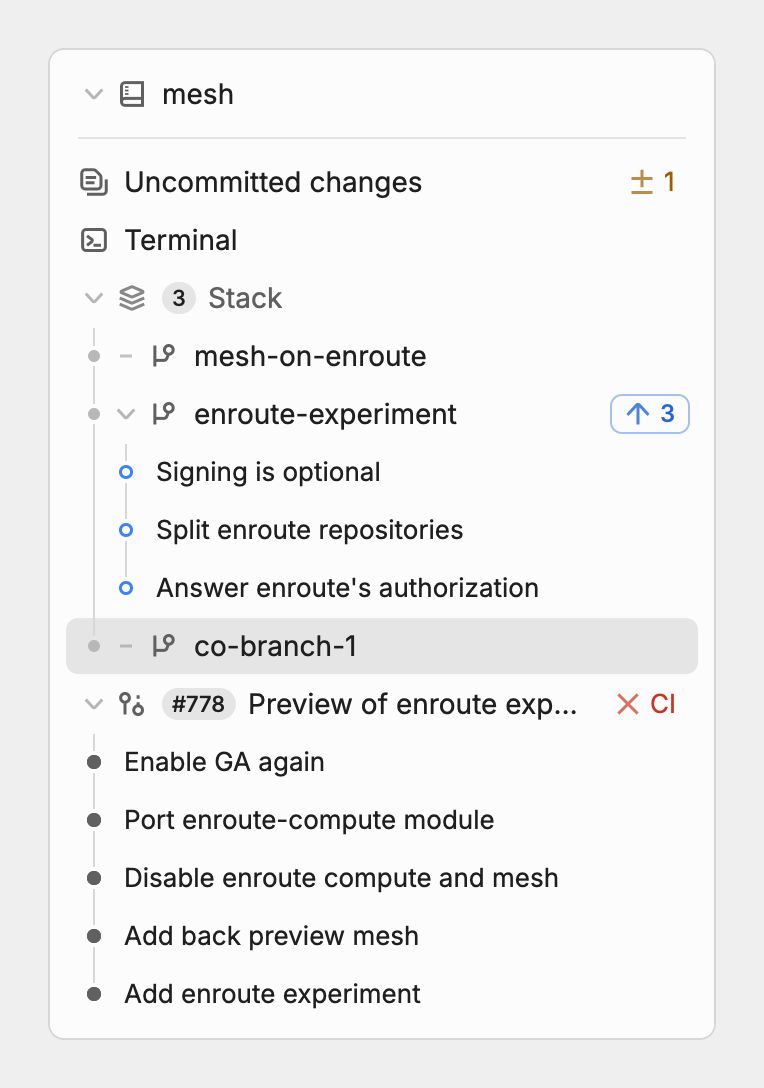 mesh
Uncommitted changes ± 1
Terminal
3 Stack
mesh-on-enroute
enroute-experiment ↑ 3
Signing is optional
Split enroute repositories
Answer enroute's authorization
co-branch-1
#778 Preview of enroute exp... × CI
Enable GA again
Port enroute-compute module
Disable enroute compute and mesh
Add back preview mesh
Add enroute experiment